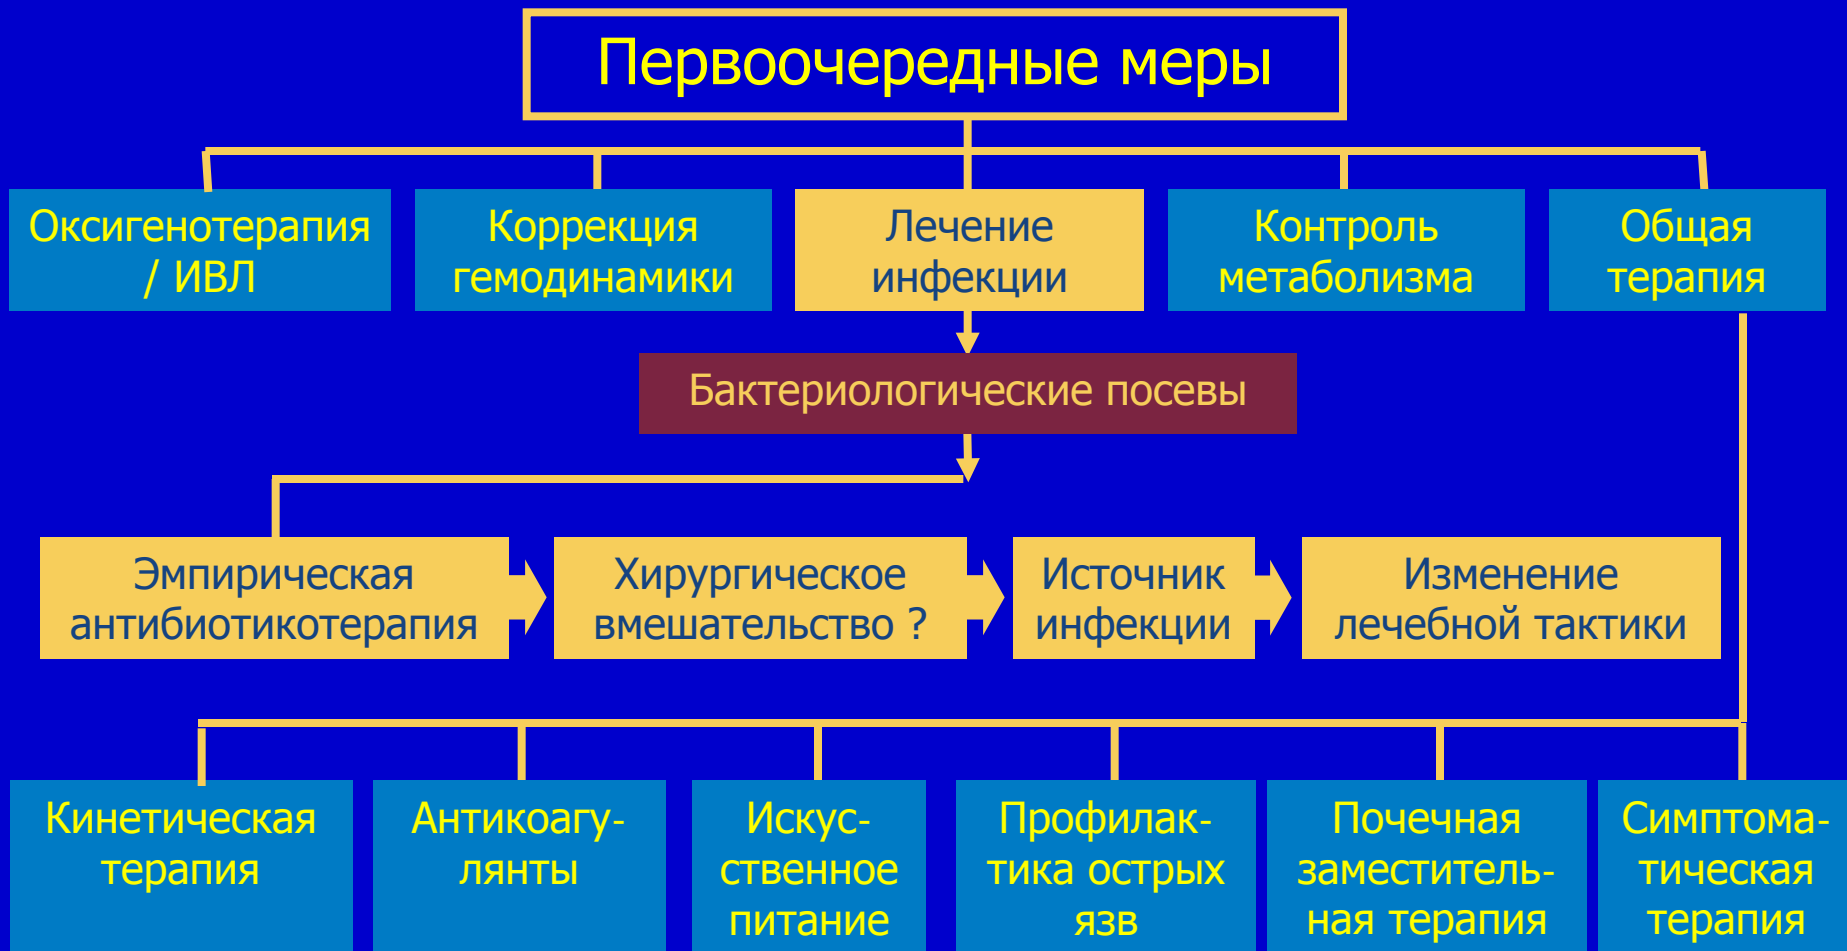 Первоочередные меры
Оксигенотерапия
/ ИВЛ
Коррекция
гемодинамики
Лечение
инфекции
Контроль
метаболизма
Общая
терапия
Бактериологические посевы
Эмпирическая
антибиотикотерапия
Хирургическое
вмешательство ?
Источник
инфекции
Изменение
лечебной тактики
Кинетическая
терапия
Антикоагу-
лянты
Искус-
ственное
питание
Профилак-
тика острых
язв
Почечная
заместитель-
ная терапия
Симптома-
тическая
терапия